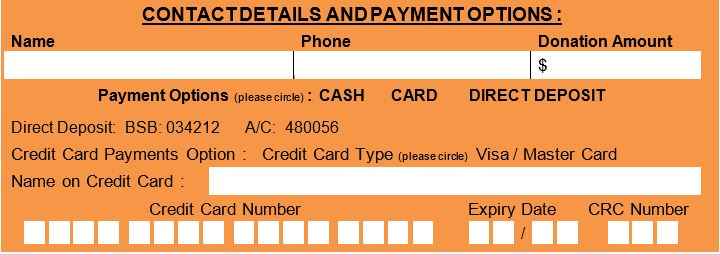 CONTACT DETAILS AND PAYMENT OPTIONS :
Name Phone Donation Amount
$
Payment Options (please circle) : CASH CARD DIRECT DEPOSIT
Direct Deposit: BSB: 034212 A/C: 480056
Credit Card Payments Option : Credit Card Type (please circle) Visa / Master Card
Name on Credit Card :
Credit Card Number Expiry Date CRC Number
/